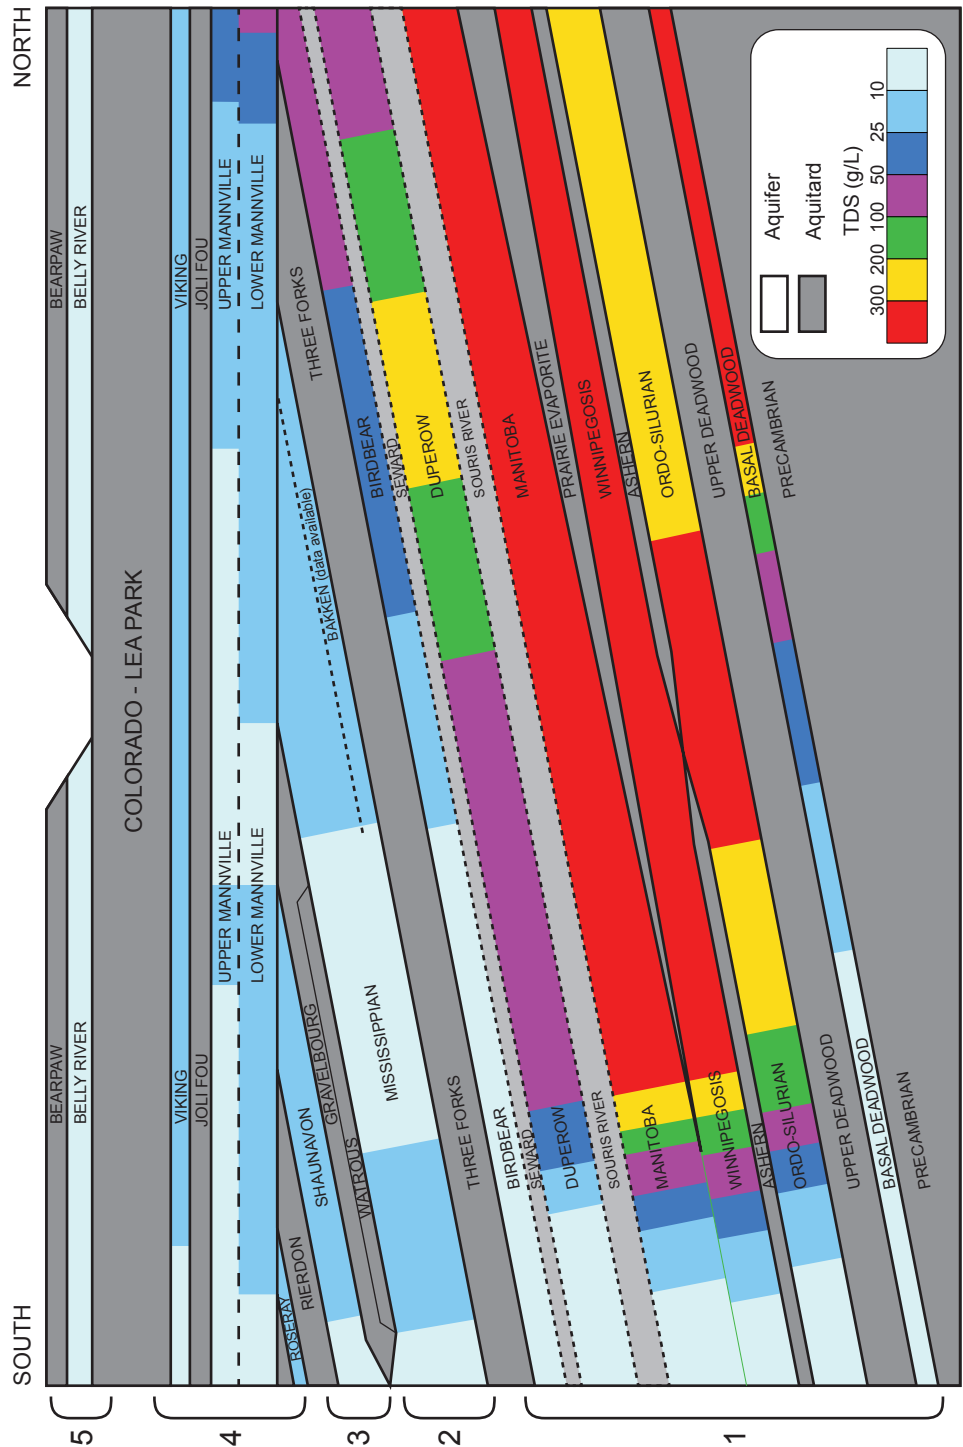 SOUTH NORTH
BEARPAW BEARPAW
5 BELLY RIVER BELLY RIVER
COLORADO - LEA PARK
VIKING VIKING
JOLI FOU JOLI FOU
4 UPPER MANNVILLE UPPER MANNVILLE
LOWER MANNVILLE LOWER MANNVILLE
ROSERAY
RIERDON
SHAUNAVON
GRAVELBOURG
THREE FORKS
BAKKEN (data available)
3 WATROUS
MISSISSIPPIAN
BIRDBEAR
SEWARD
DUPEROW
SOURIS RIVER
2 THREE FORKS
BIRDBEAR
SEWARD
DUPEROW
SOURIS RIVER
MANITOBA
PRAIRIE EVAPORITE
WINNIPEGOSIS
ASHERN
ORDO-SILURIAN
UPPER DEADWOOD
BASAL DEADWOOD
PRECAMBRIAN
1 MANITOBA
WINNIPEGOSIS
ASHERN
ORDO-SILURIAN
UPPER DEADWOOD
BASAL DEADWOOD
PRECAMBRIAN
Aquifer
Aquitard
TDS (g/L)
300 200 100 50 25 10